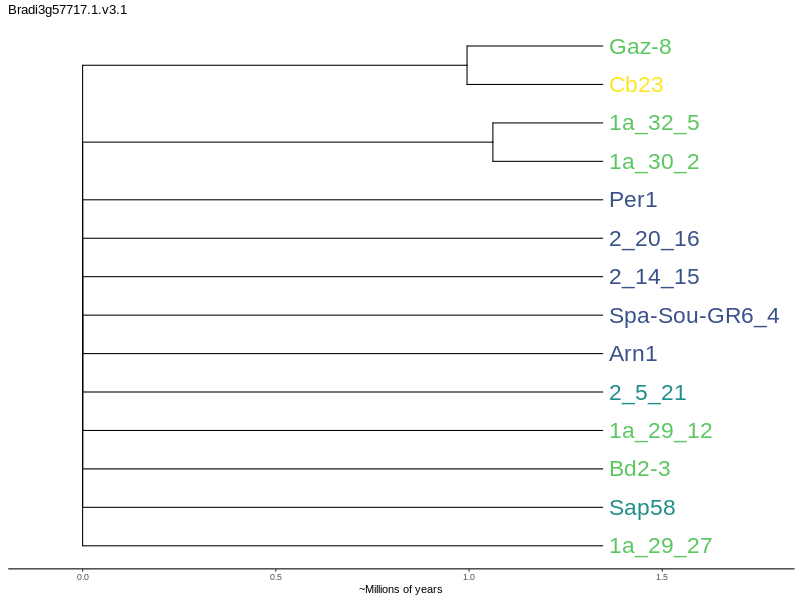 Bradi3g57717.1.v3.1
Gaz-8
Cb23
1a_32_5
1a_30_2
Per1
2_20_16
2_14_15
Spa-Sou-GR6_4
Arn1
2_5_21
1a_29_12
Bd2-3
Sap58
1a_29_27
0.0 0.5 1.0 1.5
~Millions of years